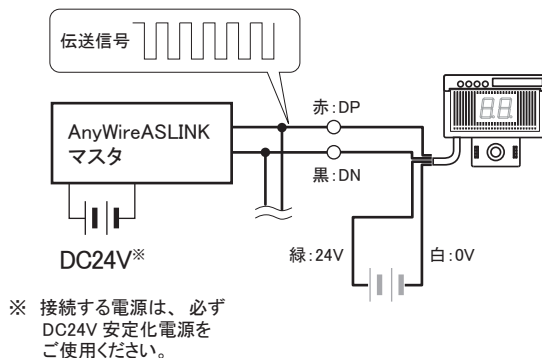 伝送信号
赤:DP
AnyWireASLINK
マスタ
黒:DN
88
DC24V※
緑:24V
白:0V
※ 接続する電源は、必ず
DC24V 安定化電源を
ご使用ください。